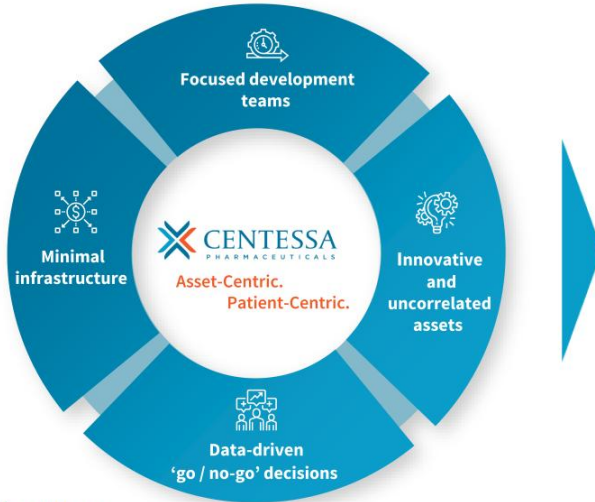 Focused development
teams
Minimal
infrastructure
CENTESSA
PHARMACEUTICALS
Asset-Centric.
Patient-Centric.
Innovative
and
uncorrelated
assets
Data-driven
‘go / no-go’ decisions